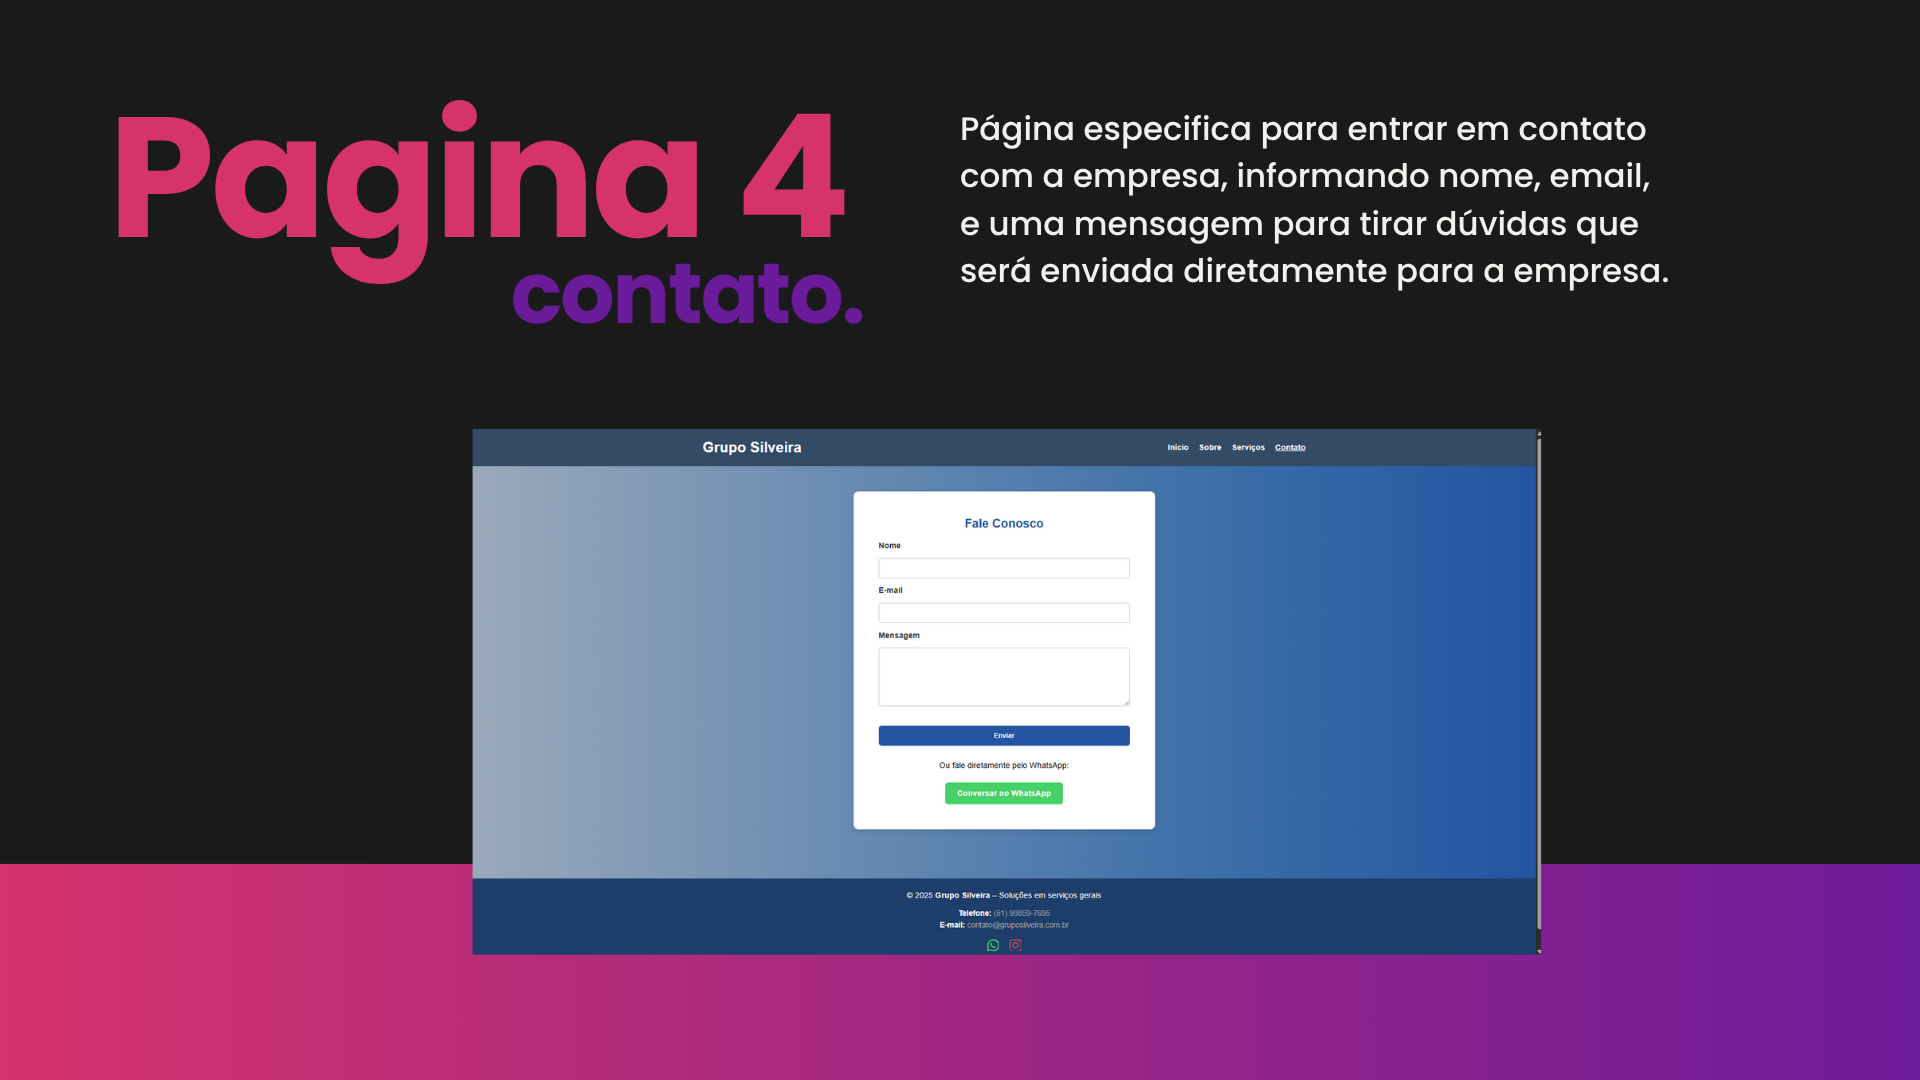 Pagina 4
contato.
Página especifica para entrar em contato
com a empresa, informando nome, email,
e uma mensagem para tirar dúvidas que
será enviada diretamente para a empresa.
Grupo Silveira
Início Sobre Serviços Contato
Fale Conosco
Nome
E-mail
Mensagem
Enviar
Ou fale diretamente pelo WhatsApp:
Conversar no WhatsApp
© 2025 Grupo Silveira – Soluções em serviços gerais
Telefone: (51) 99859-7695
E-mail: contato@gruposilveira.com.br